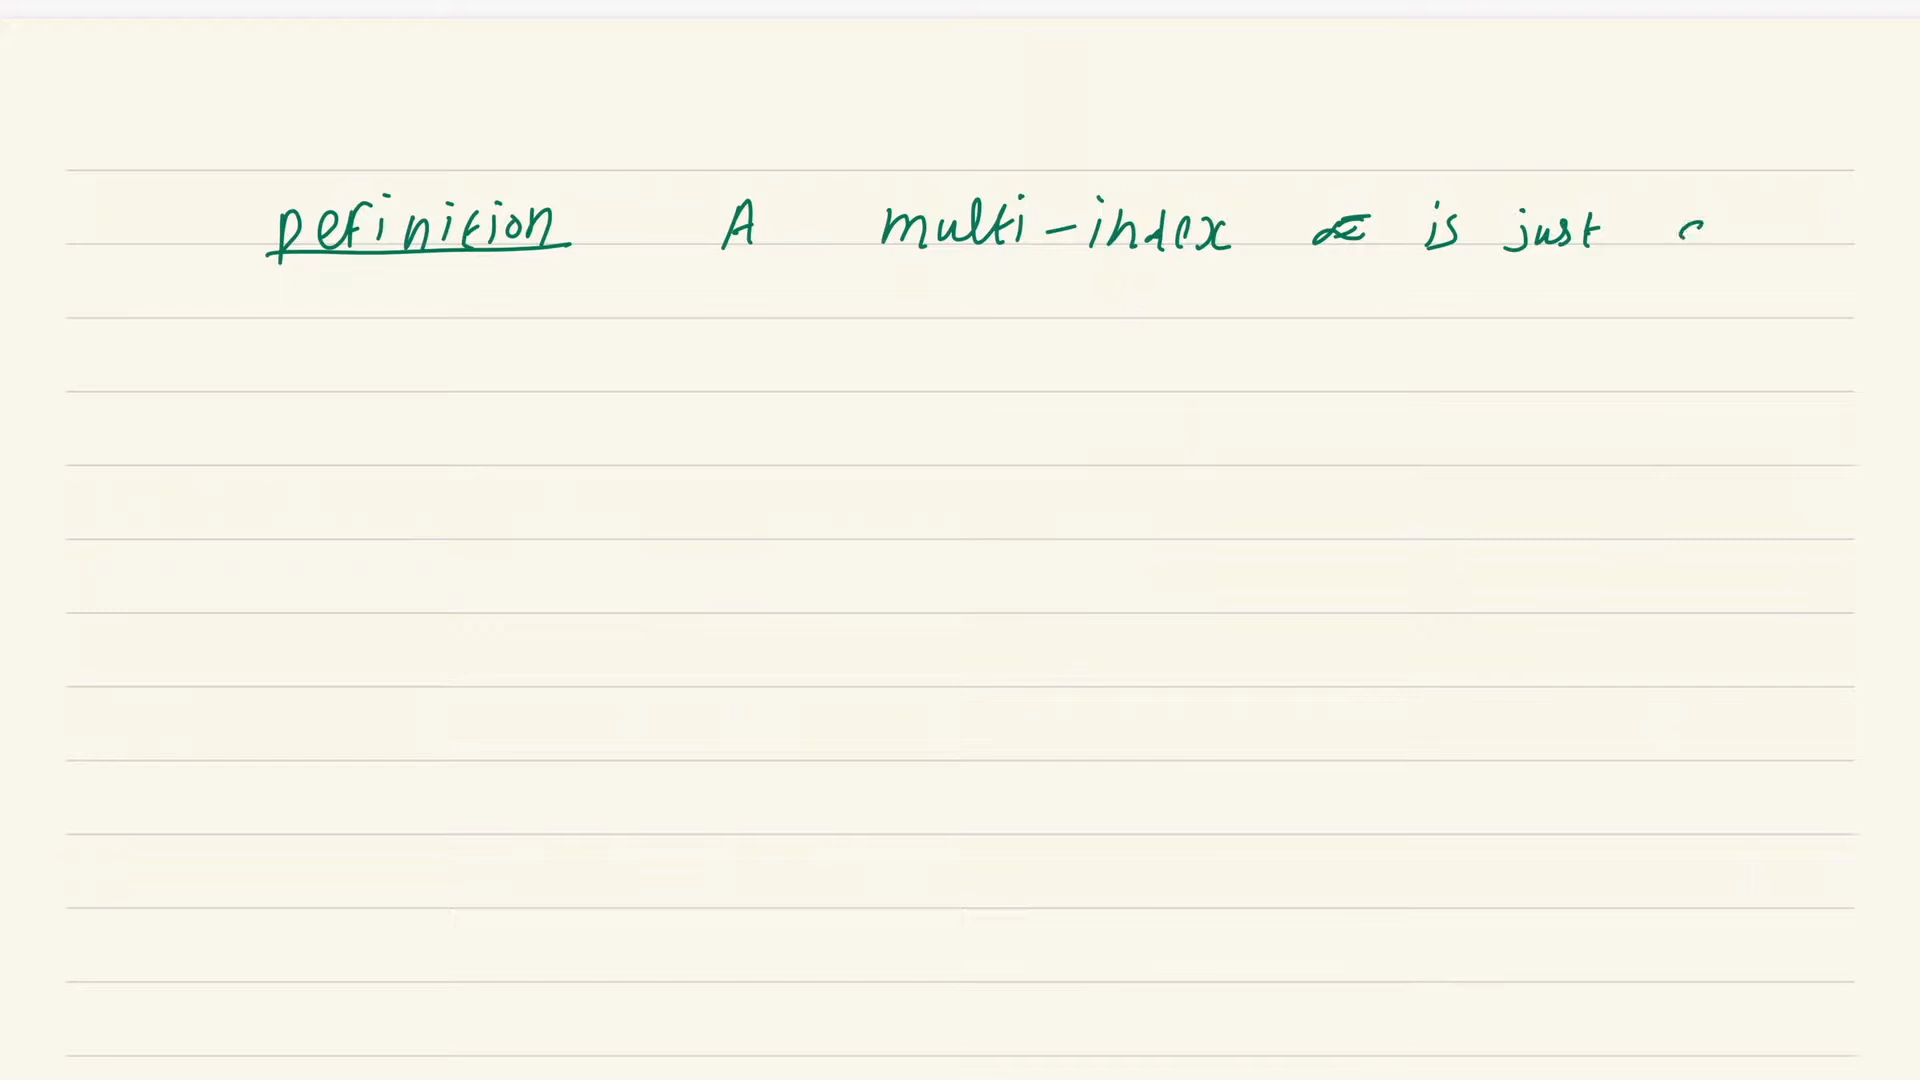 Definition A multi-index α is just